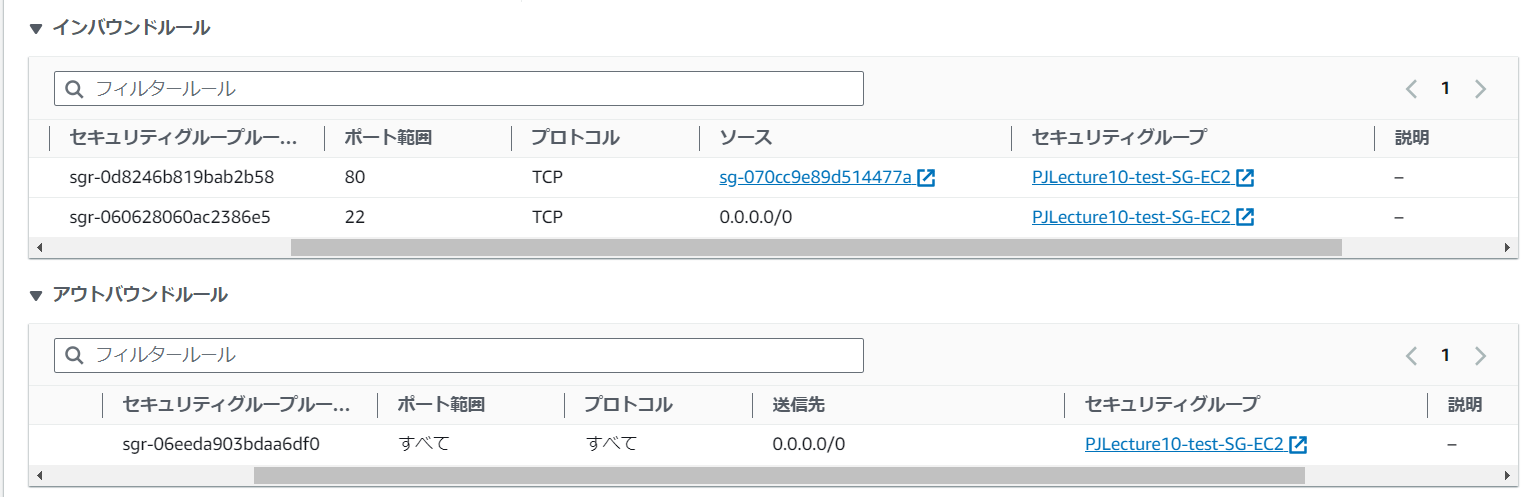 ▼ インバウンドルール
フィルタールール
1
セキュリティグループルー... ポート範囲 プロトコル ソース セキュリティグループ 説明
sgr-0d8246b819bab2b58 80 TCP sg-070cc9e89d514477a PJLecture10-test-SG-EC2 –
sgr-060628060ac2386e5 22 TCP 0.0.0.0/0 PJLecture10-test-SG-EC2 –
▼ アウトバウンドルール
フィルタールール
1
セキュリティグループルー... ポート範囲 プロトコル 送信先 セキュリティグループ 説明
sgr-06eeda903bdaa6df0 すべて すべて 0.0.0.0/0 PJLecture10-test-SG-EC2 –